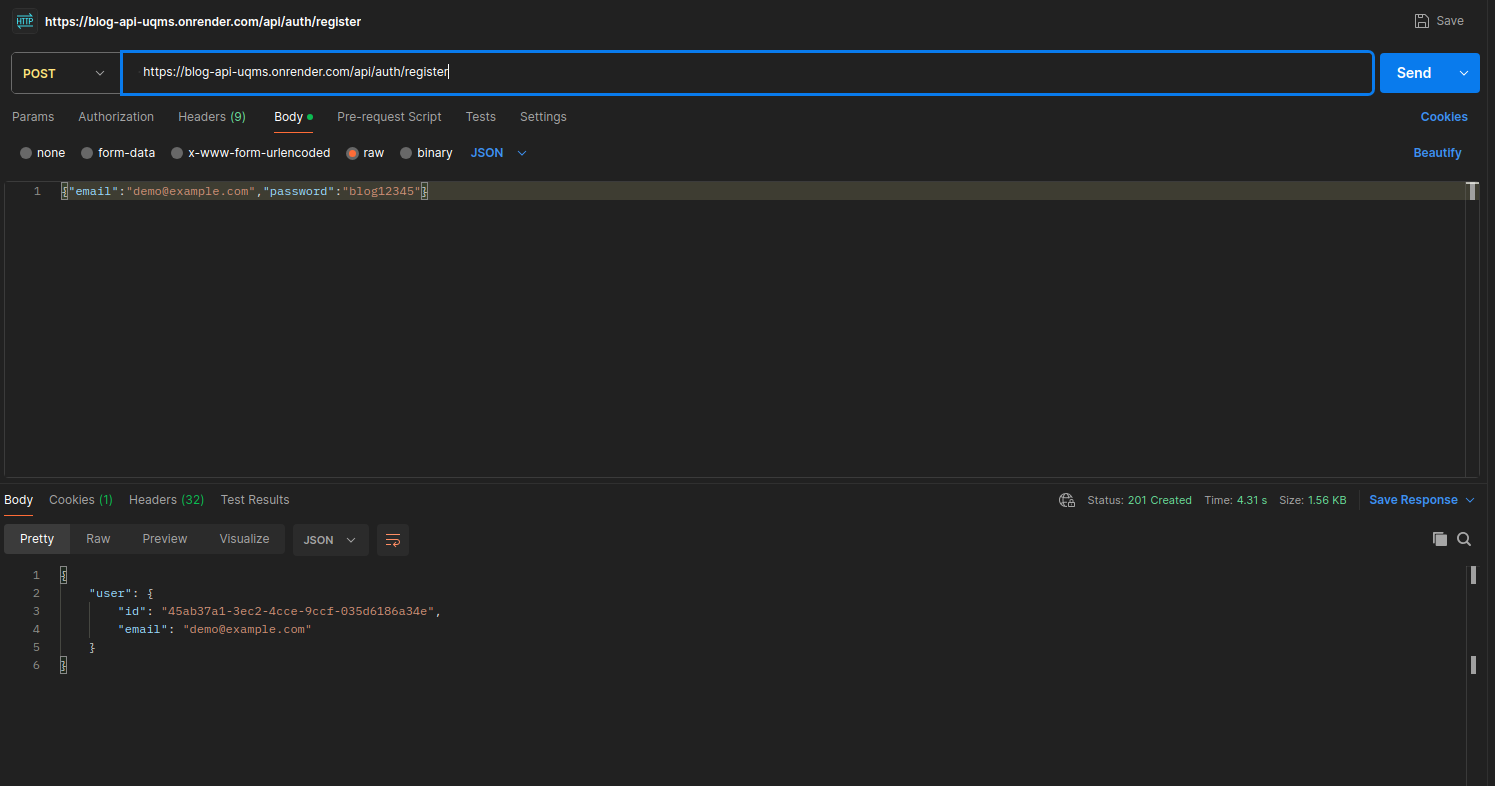 HTTP https://blog-api-uqms.onrender.com/api/auth/register Save
POST https://blog-api-uqms.onrender.com/api/auth/register Send
Params Authorization Headers (9) Body Pre-request Script Tests Settings Cookies
none form-data x-www-form-urlencoded raw binary JSON Beautify
1 {"email":"demo@example.com","password":"blog12345"}
Body Cookies (1) Headers (32) Test Results Status: 201 Created Time: 4.31 s Size: 1.56 KB Save Response
Pretty Raw Preview Visualize JSON
1 {
2 "user": {
3 "id": "45ab37a1-3ec2-4cce-9ccf-035d6186a34e",
4 "email": "demo@example.com"
5 }
6 }